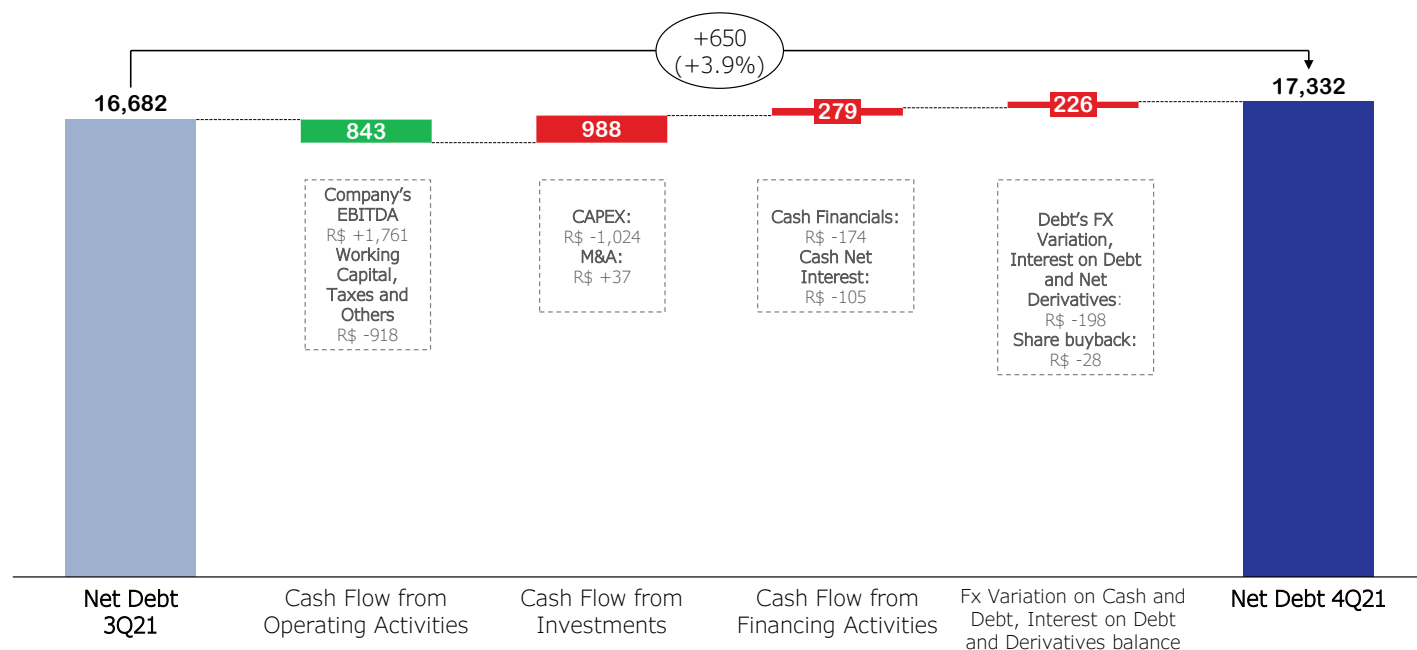 +650
(+3.9%)
16,682
17,332
843
988
279
226
Company's
EBITDA
R$ +1,761
Working
Capital,
Taxes and
Others
R$ -918
CAPEX:
R$ -1,024
M&A:
R$ +37
Cash Financials:
R$ -174
Cash Net
Interest:
R$ -105
Debt's FX
Variation,
Interest on Debt
and Net
Derivatives:
R$ -198
Share buyback:
R$ -28
Net Debt
3Q21
Cash Flow from
Operating Activities
Cash Flow from
Investments
Cash Flow from
Financing Activities
Fx Variation on Cash and
Debt, Interest on Debt
and Derivatives balance
Net Debt 4Q21